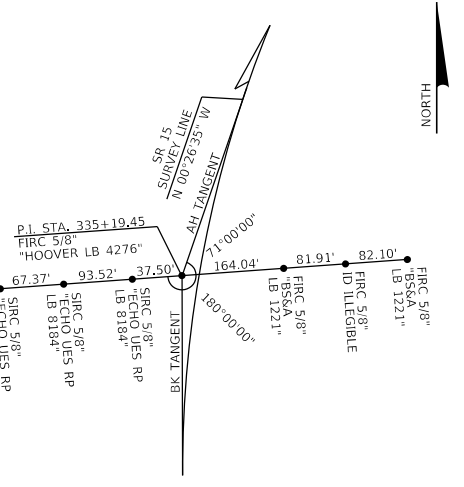 SR 15
SURVEY LINE
N 00°26'35" W
AH TANGENT
NORTH
P.I. STA. 335+19.45
FIRC 5/8"
"HOOVER LB 4276"
71°00'00"
180°00'00"
BK TANGENT
67.37'
93.52'
37.50'
164.04'
81.91'
82.10'
SIRC 5/8"
"ECHO UES RP
SIRC 5/8"
"ECHO UES RP
LB 8184"
SIRC 5/8"
"ECHO UES RP
LB 8184"
FIRC 5/8"
"BS&A
LB 1221"
FIRC 5/8"
ID ILLEGIBLE
FIRC 5/8"
"BS&A
LB 1221"